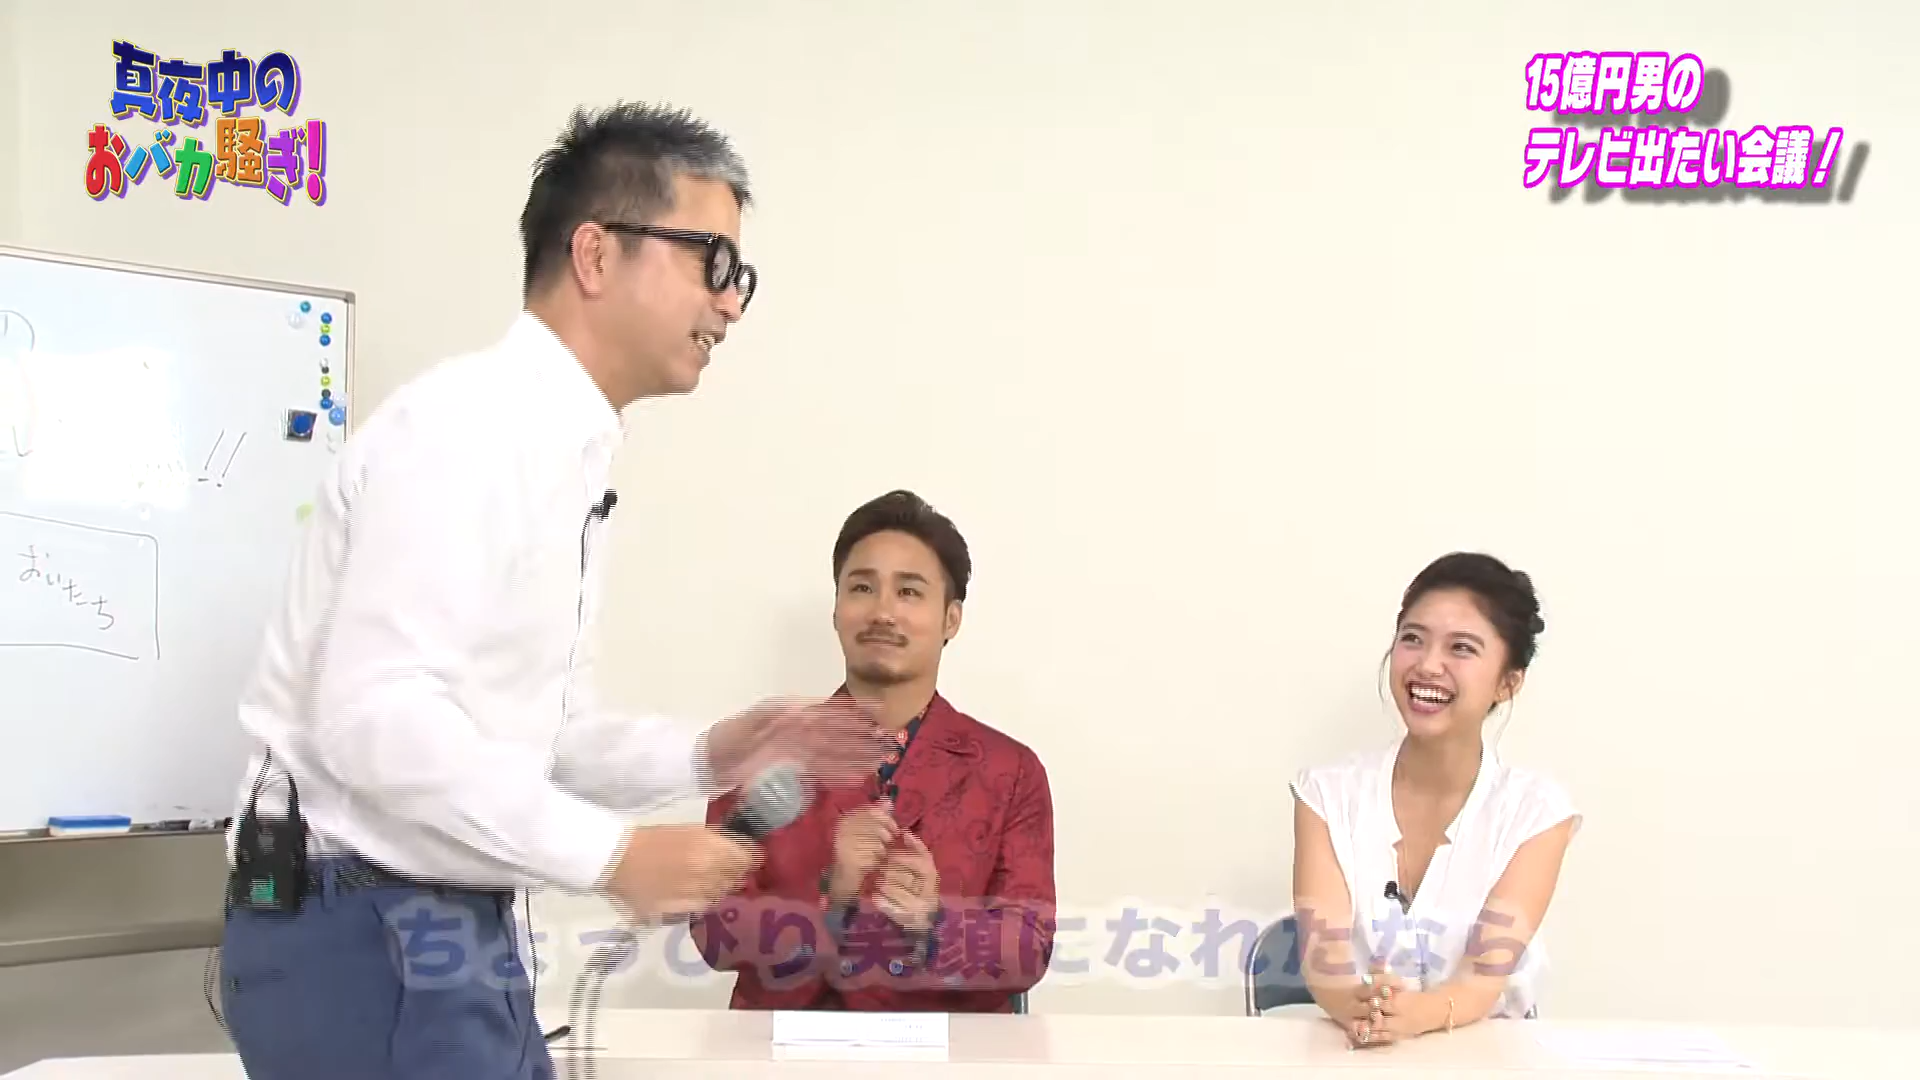 真夜中の
おバカ騒ぎ!
15億円男の
テレビ出たい会議!
!!
おいたち
ちょっぴり笑顔になれたなら